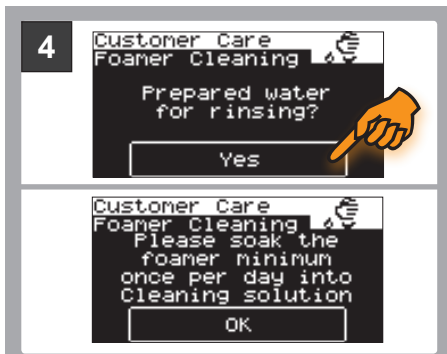 4
Customer Care
Foamer Cleaning
Prepared water
for rinsing?
Yes
Customer Care
Foamer Cleaning
Please soak the
foamer minimum
once per day into
Cleaning solution
OK